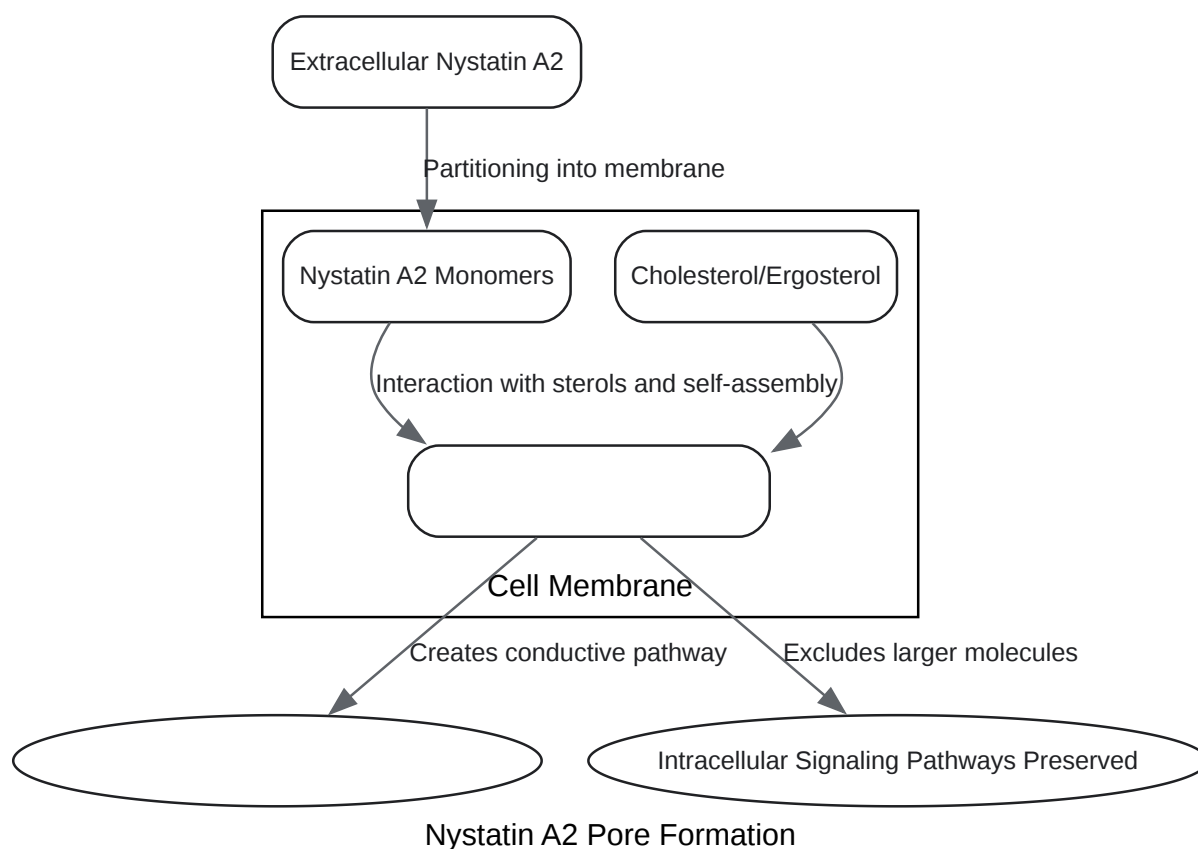 Extracellular Nystatin A2
Partitioning into membrane
Nystatin A2 Monomers
Cholesterol/Ergosterol
Interaction with sterols and self-assembly
Cell Membrane
Creates conductive pathway
Excludes larger molecules
Intracellular Signaling Pathways Preserved
Nystatin A2 Pore Formation